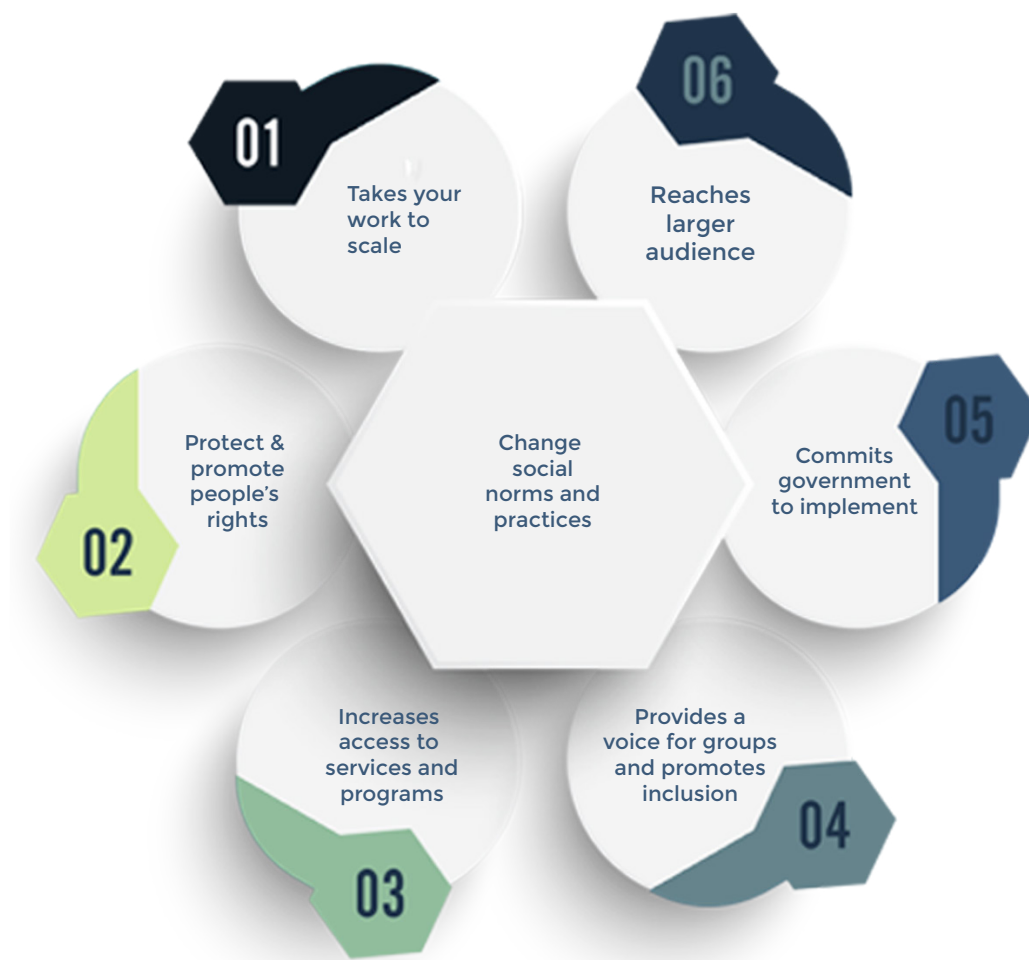 01
Takes your
work to
scale
02
Protect &
promote
people's
rights
03
Increases
access to
services and
programs
04
Provides a
voice for groups
and promotes
inclusion
05
Commits
government
to implement
06
Reaches
larger
audience
Change
social
norms and
practices